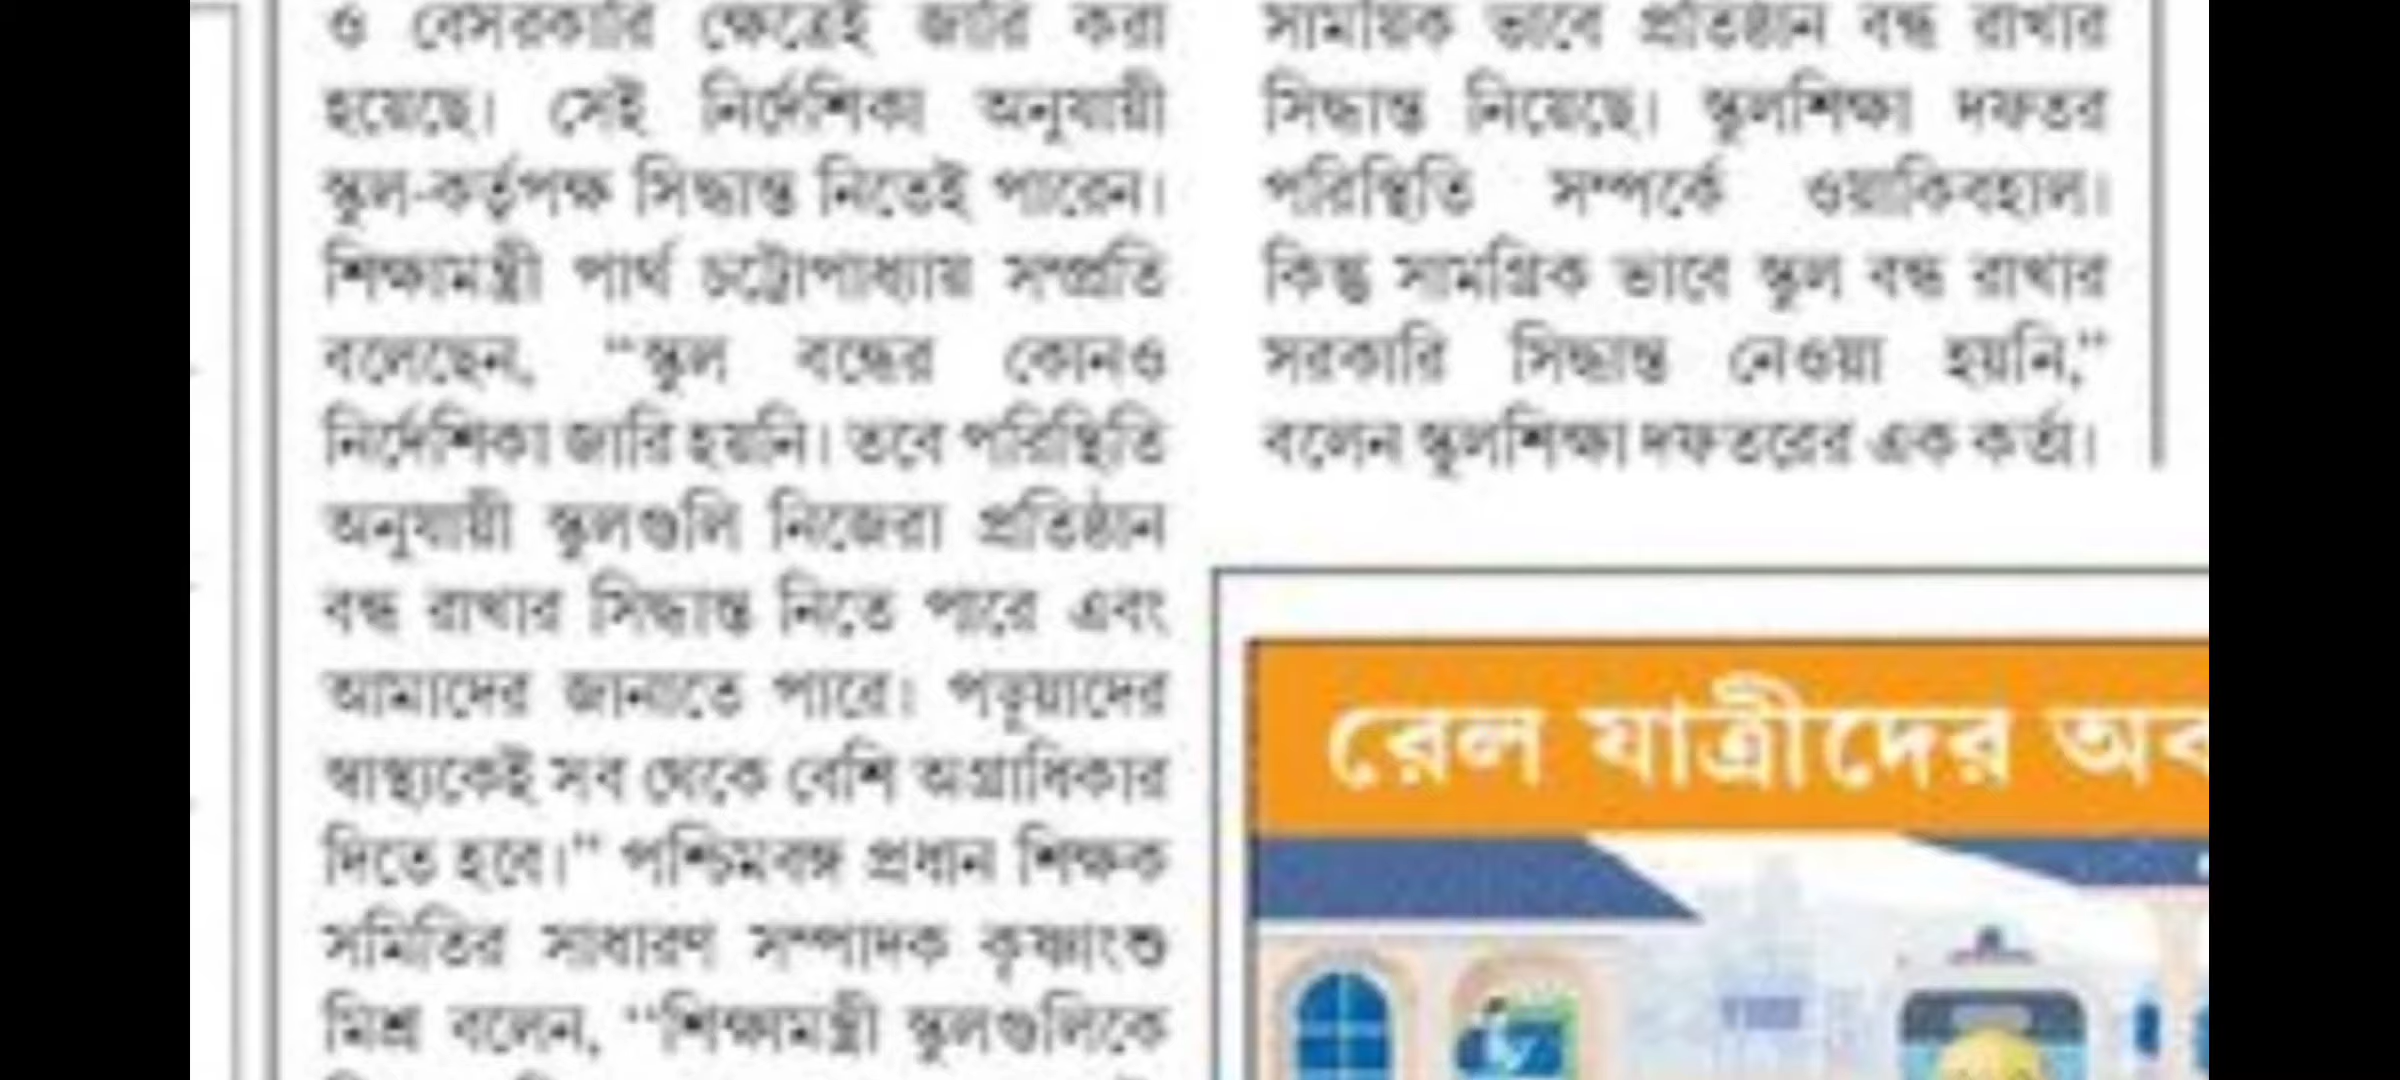 ও বেসরকারি ক্ষেত্রেই জারি করা
হয়েছে। সেই নির্দেশিকা অনুযায়ী
স্কুল-কর্তৃপক্ষ সিদ্ধান্ত নিতেই পারেন।
শিক্ষামন্ত্রী পার্থ চট্টোপাধ্যায় সম্প্রতি
বলেছেন, ‘‘স্কুল বন্ধের কোনও
নির্দেশিকা জারি হয়নি। তবে পরিস্থিতি
অনুযায়ী স্কুলগুলি নিজেরা প্রতিষ্ঠান
বন্ধ রাখার সিদ্ধান্ত নিতে পারে এবং
আমাদের জানাতে পারে। পড়ুয়াদের
স্বাস্থ্যকেই সব থেকে বেশি অগ্রাধিকার
দিতে হবে।’’ পশ্চিমবঙ্গ প্রধান শিক্ষক
সমিতির সাধারণ সম্পাদক কৃষ্ণাংশু
মিশ্র বলেন, ‘‘শিক্ষামন্ত্রী স্কুলগুলিকে
সাময়িক ভাবে প্রতিষ্ঠান বন্ধ রাখার
সিদ্ধান্ত নিয়েছে। স্কুলশিক্ষা দফতর
পরিস্থিতি সম্পর্কে ওয়াকিবহাল।
কিন্তু সামগ্রিক ভাবে স্কুল বন্ধ রাখার
সরকারি সিদ্ধান্ত নেওয়া হয়নি,’’
বলেন স্কুলশিক্ষা দফতরের এক কর্তা।
রেল যাত্রীদের অব